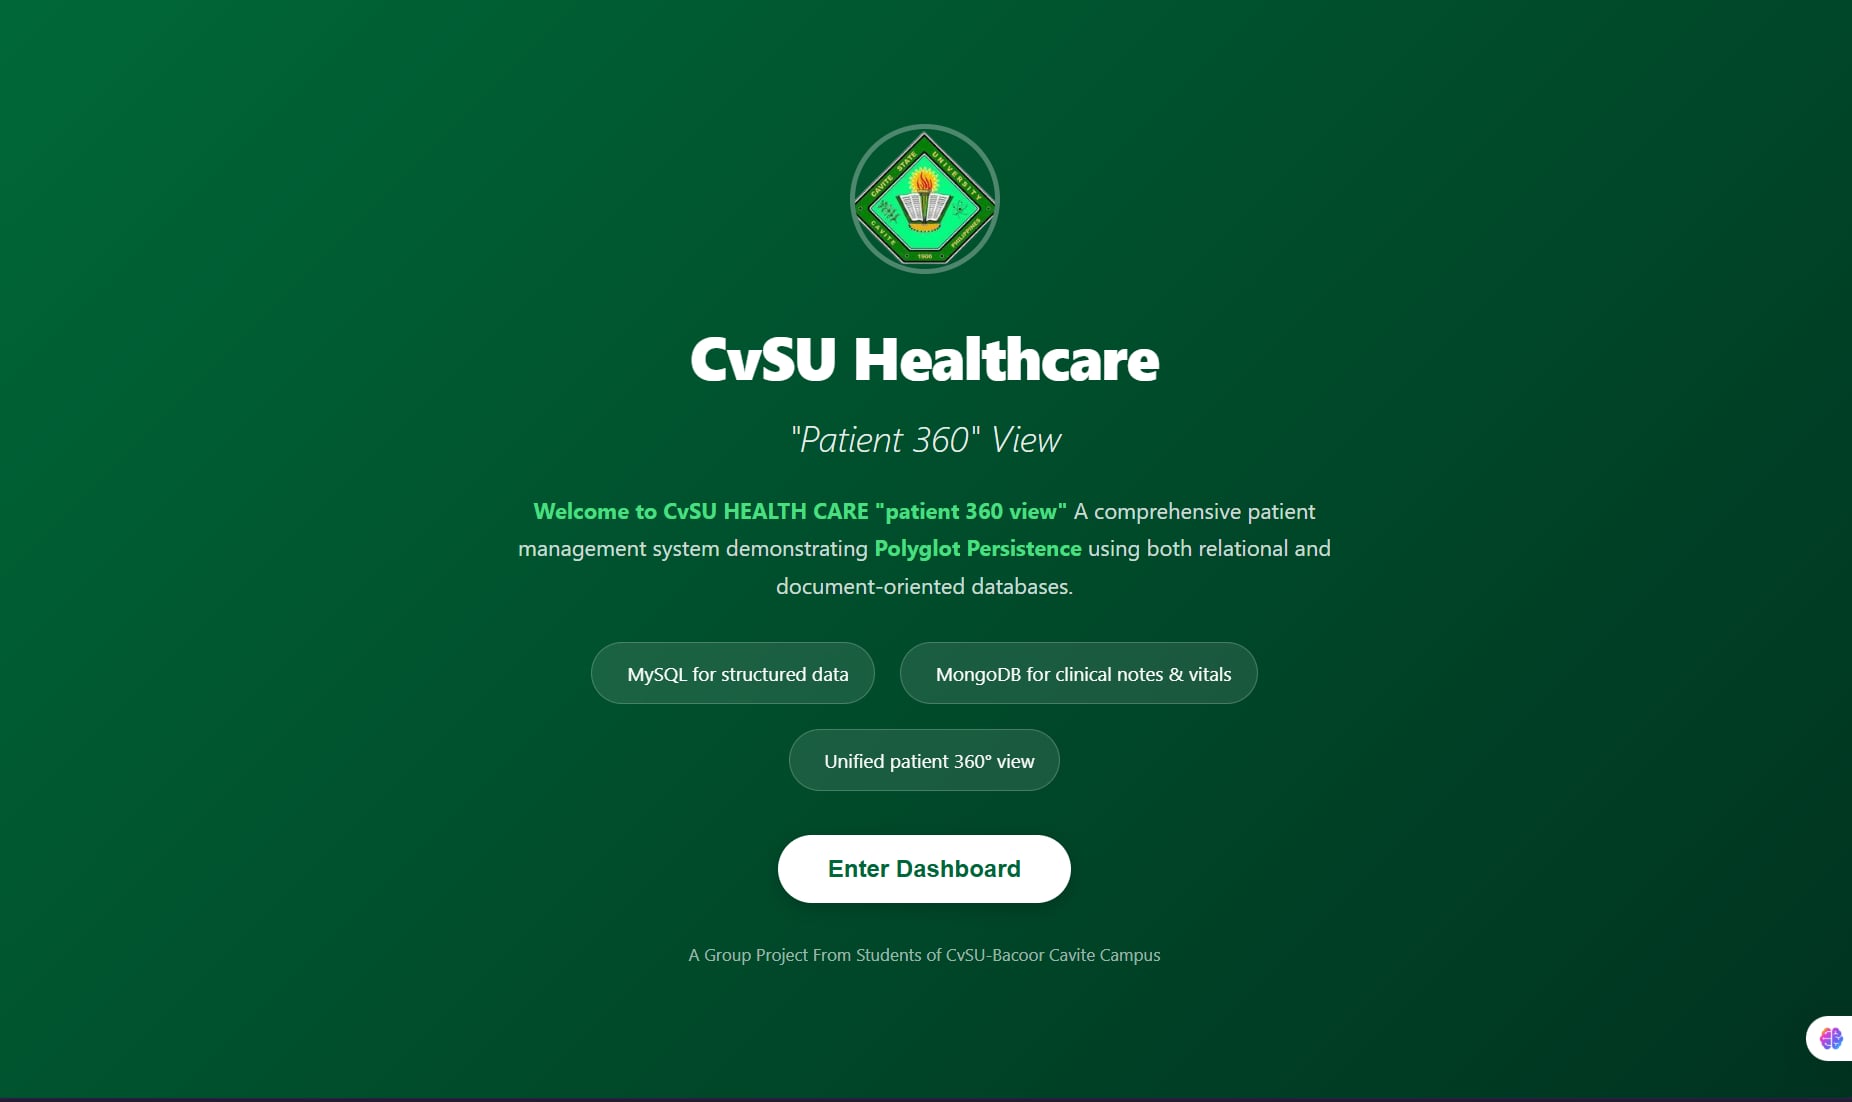 CAVITE STATE UNIVERSITY
CAVITE
PHILIPPINES
1906
CvSU Healthcare
"Patient 360" View
Welcome to CvSU HEALTH CARE "patient 360 view" A comprehensive patient
management system demonstrating Polyglot Persistence using both relational and
document-oriented databases.
MySQL for structured data
MongoDB for clinical notes & vitals
Unified patient 360° view
Enter Dashboard
A Group Project From Students of CvSU-Bacoor Cavite Campus